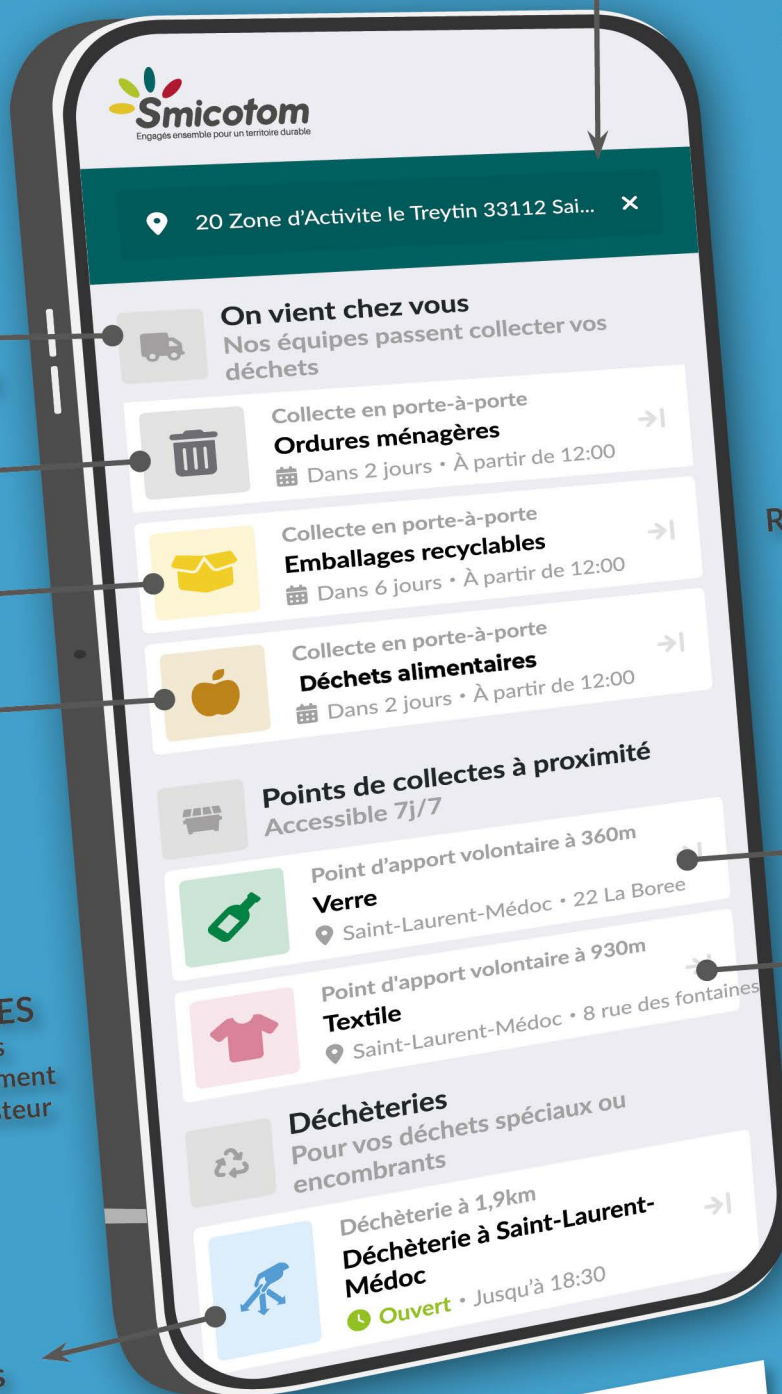 Smicotom
Engagés ensemble pour un territoire durable
20 Zone d'Activite le Treytin 33112 Sai...
On vient chez vous
Nos équipes passent collecter vos
déchets
Collecte en porte-à-porte
Ordures ménagères
Dans 2 jours • À partir de 12:00
Collecte en porte-à-porte
Emballages recyclables
Dans 6 jours • À partir de 12:00
Collecte en porte-à-porte
Déchets alimentaires
Dans 2 jours • À partir de 12:00
Points de collectes à proximité
Accessible 7j/7
Point d'apport volontaire à 360m
Verre
Saint-Laurent-Médoc • 22 La Boree
Point d'apport volontaire à 930m
Textile
Saint-Laurent-Médoc • 8 rue des fontaines
Déchèteries
Pour vos déchets spéciaux ou
encombrants
Déchèterie à 1,9km
Déchèterie à Saint-Laurent-
Médoc
Ouvert • Jusqu'à 18:30